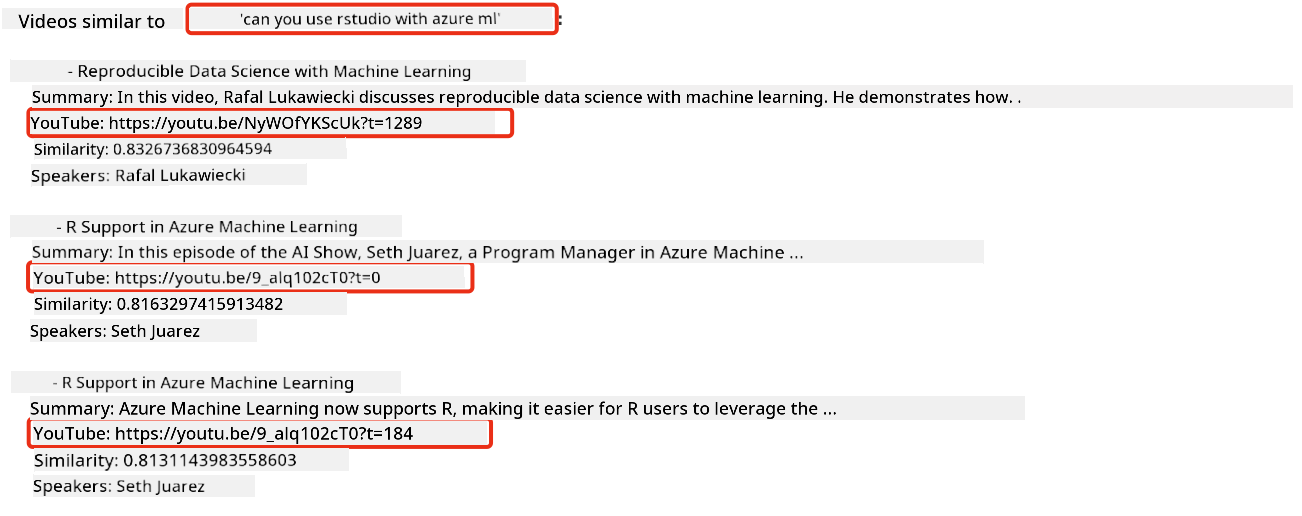 Videos similar to 'can you use rstudio with azure ml':
- Reproducible Data Science with Machine Learning
Summary: In this video, Rafal Lukawiecki discusses reproducible data science with machine learning. He demonstrates how. .
YouTube: https://youtu.be/NyWOfYKScUk?t=1289
Similarity: 0.8326736830964594
Speakers: Rafal Lukawiecki
- R Support in Azure Machine Learning
Summary: In this episode of the AI Show, Seth Juarez, a Program Manager in Azure Machine ...
YouTube: https://youtu.be/9_alq102cT0?t=0
Similarity: 0.8163297415913482
Speakers: Seth Juarez
- R Support in Azure Machine Learning
Summary: Azure Machine Learning now supports R, making it easier for R users to leverage the ...
YouTube: https://youtu.be/9_alq102cT0?t=184
Similarity: 0.8131143983558603
Speakers: Seth Juarez